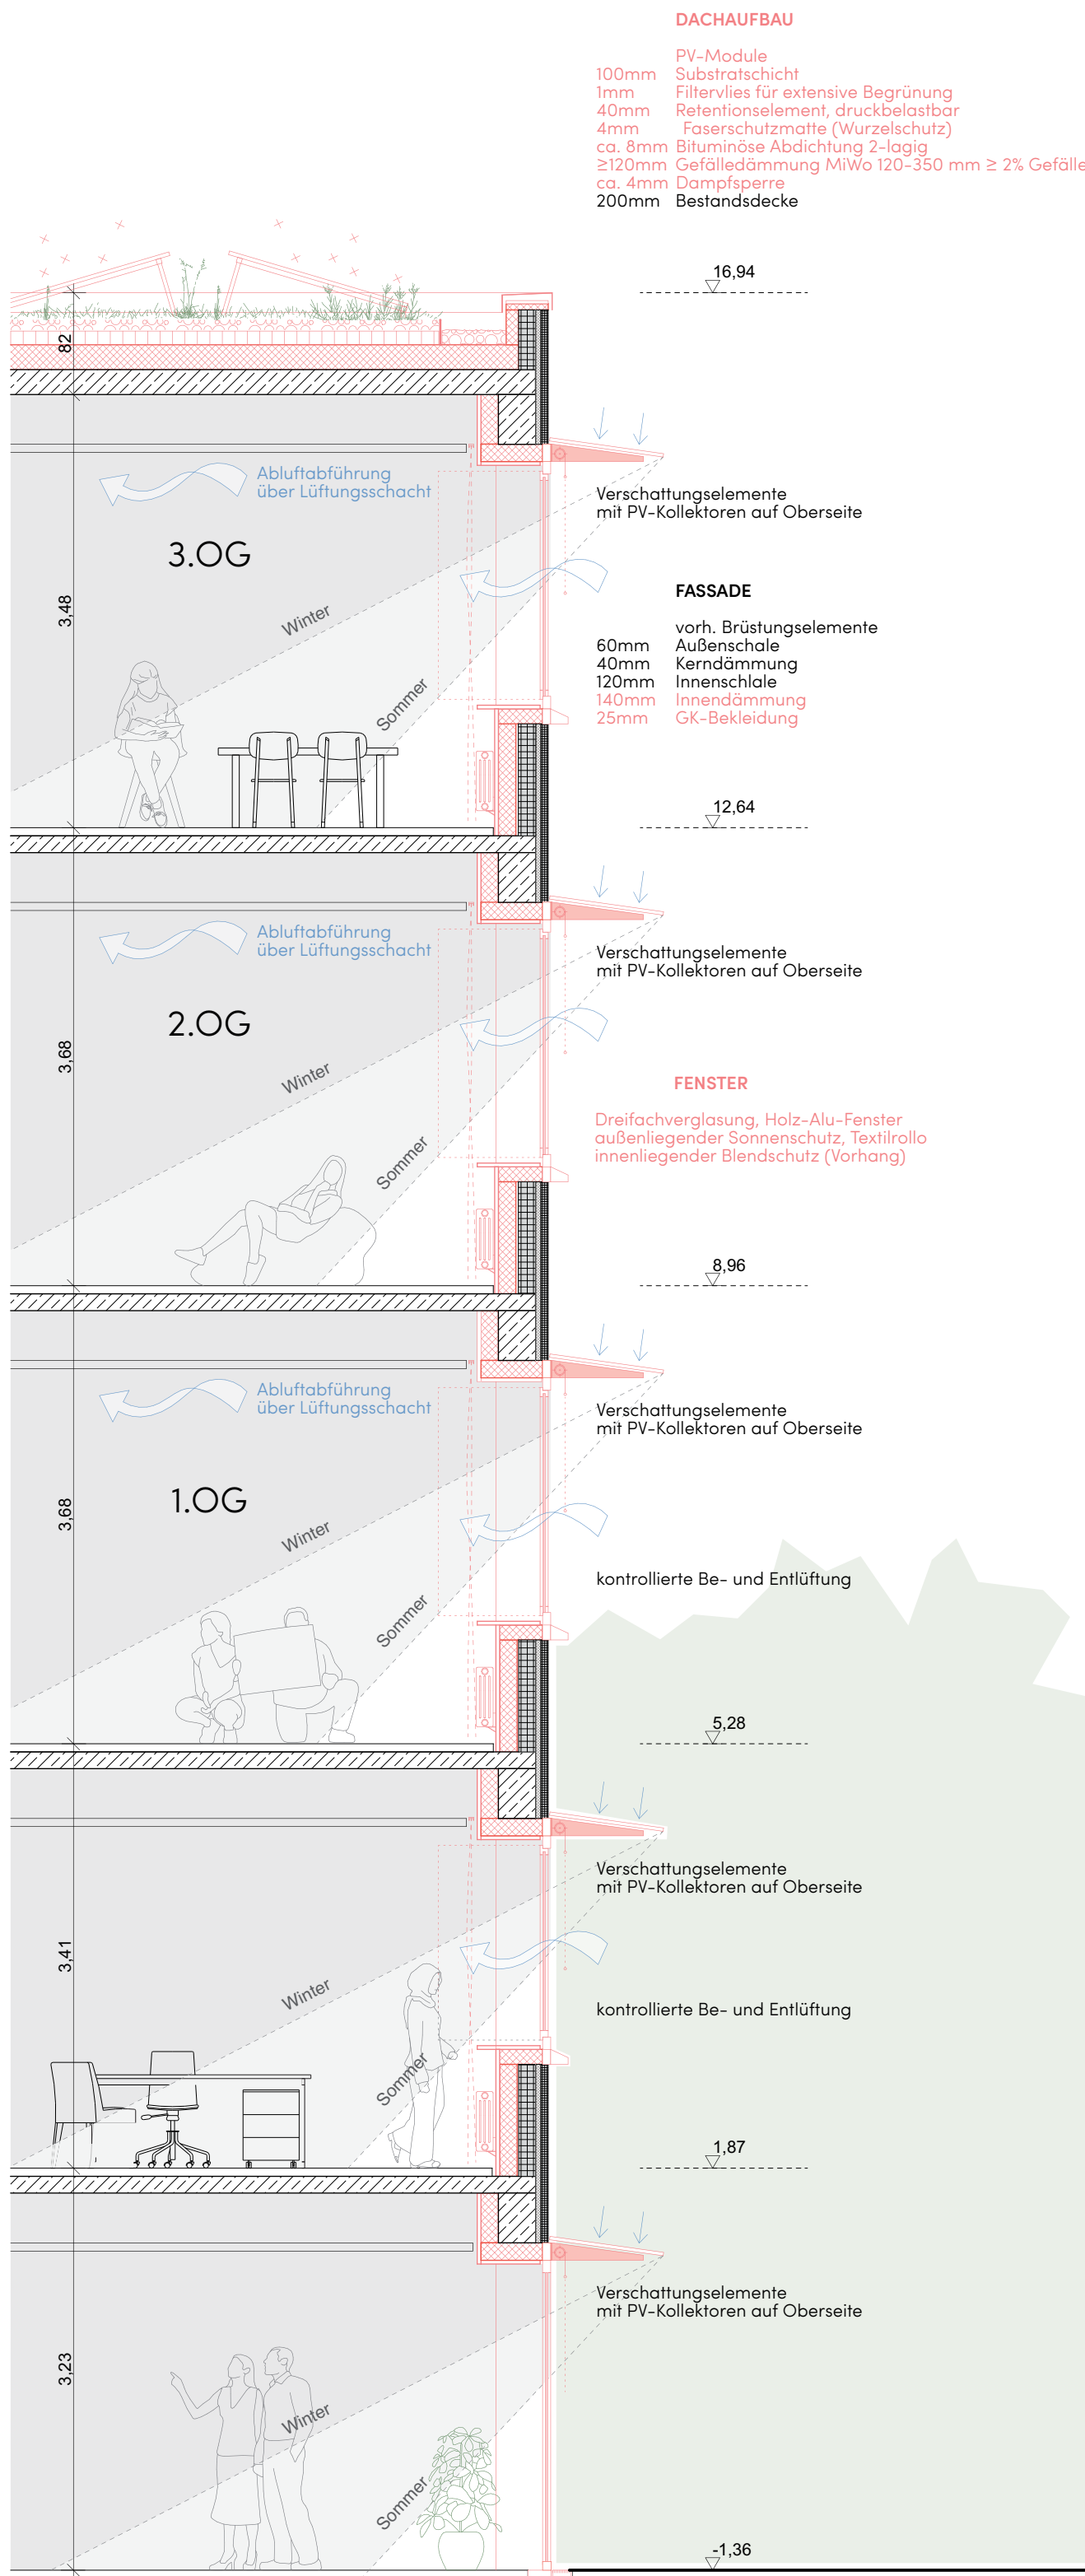 DACHAUFBAU
PV-Module
100mm Substratschicht
1mm Filtervlies für extensive Begrünung
40mm Retentionselement, druckbelastbar
4mm Faserschutzmatte (Wurzelschutz)
ca. 8mm Bituminöse Abdichtung 2-lagig
≥120mm Gefälledämmung MiWo 120-350 mm ≥ 2% Gefälle
ca. 4mm Dampfsperre
200mm Bestandsdecke
16,94
82
Abluftabführung
über Lüftungsschacht
Verschattungselemente
mit PV-Kollektoren auf Oberseite
3.OG
3,48
Winter
Sommer
FASSADE
vorh. Brüstungselemente
60mm Außenschale
40mm Kerndämmung
120mm Innenschlale
140mm Innendämmung
25mm GK-Bekleidung
12,64
Abluftabführung
über Lüftungsschacht
Verschattungselemente
mit PV-Kollektoren auf Oberseite
2.OG
3,68
Winter
Sommer
FENSTER
Dreifachverglasung, Holz-Alu-Fenster
außenliegender Sonnenschutz, Textilrollo
innenliegender Blendschutz (Vorhang)
8,96
Abluftabführung
über Lüftungsschacht
Verschattungselemente
mit PV-Kollektoren auf Oberseite
1.OG
3,68
Winter
Sommer
kontrollierte Be- und Entlüftung
5,28
Verschattungselemente
mit PV-Kollektoren auf Oberseite
3,41
Winter
Sommer
kontrollierte Be- und Entlüftung
1,87
Verschattungselemente
mit PV-Kollektoren auf Oberseite
3,23
Winter
Sommer
-1,36